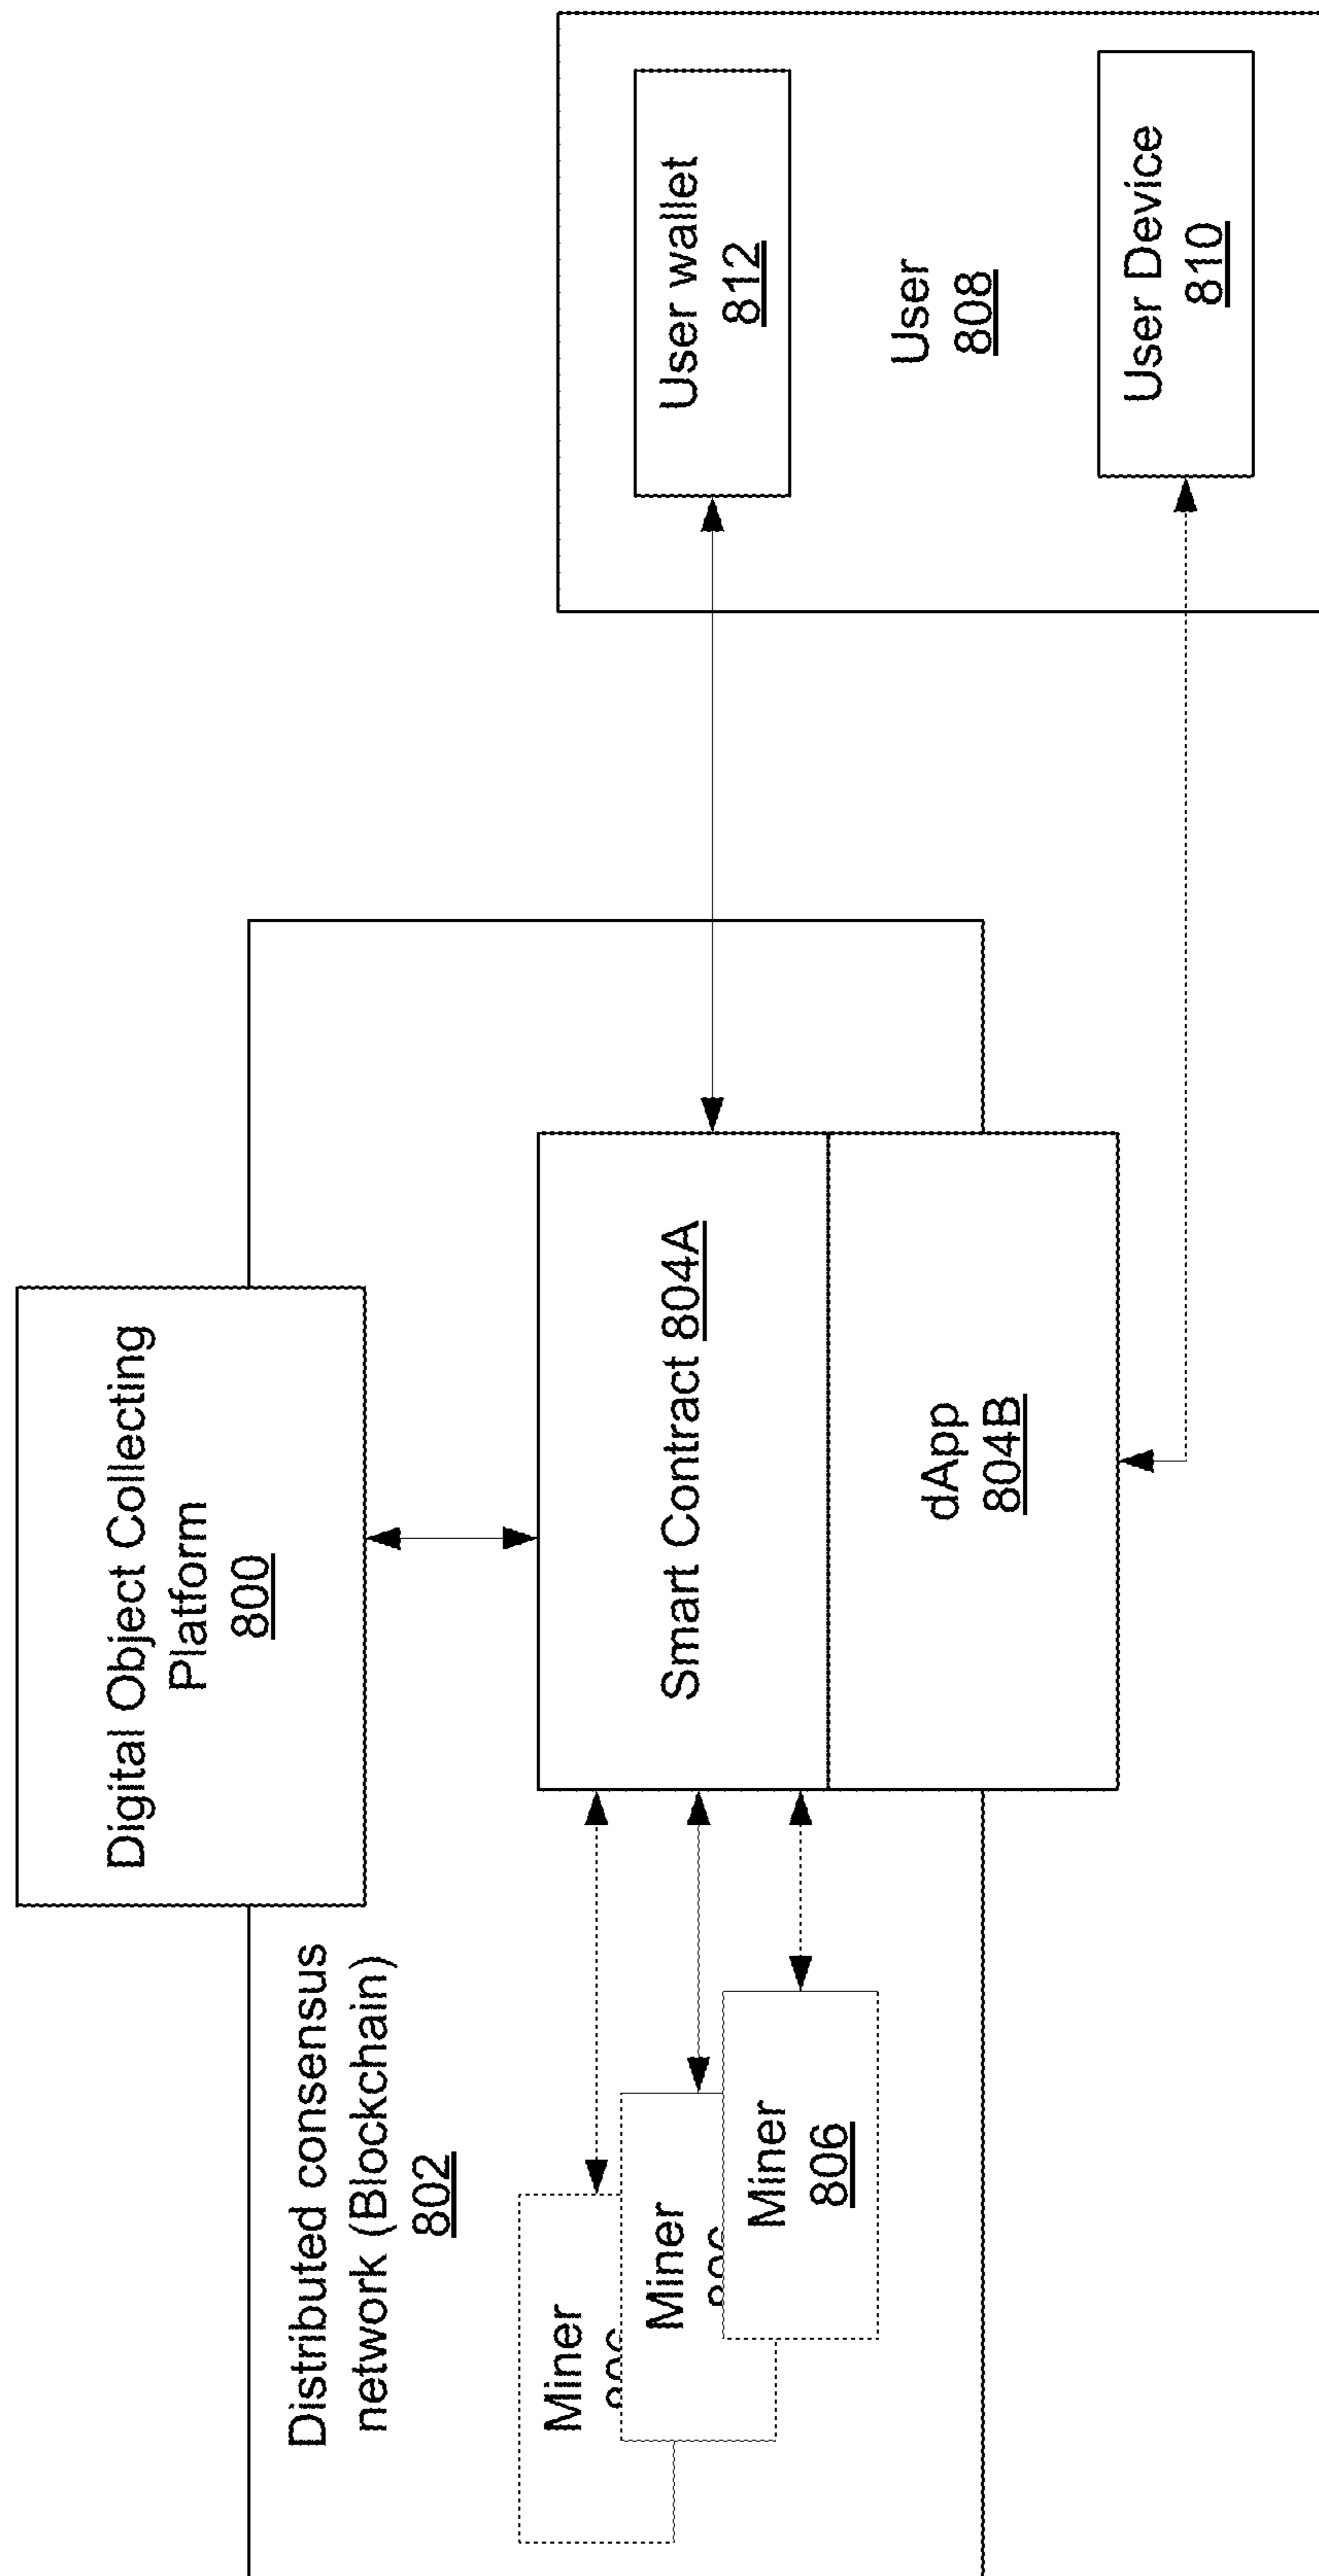 Digital Object Collecting
Platform
800
Distributed consensus
network (Blockchain)
802
Miner
Miner
Miner
806
Smart Contract 804A
dApp
804B
User wallet
812
User
808
User Device
810